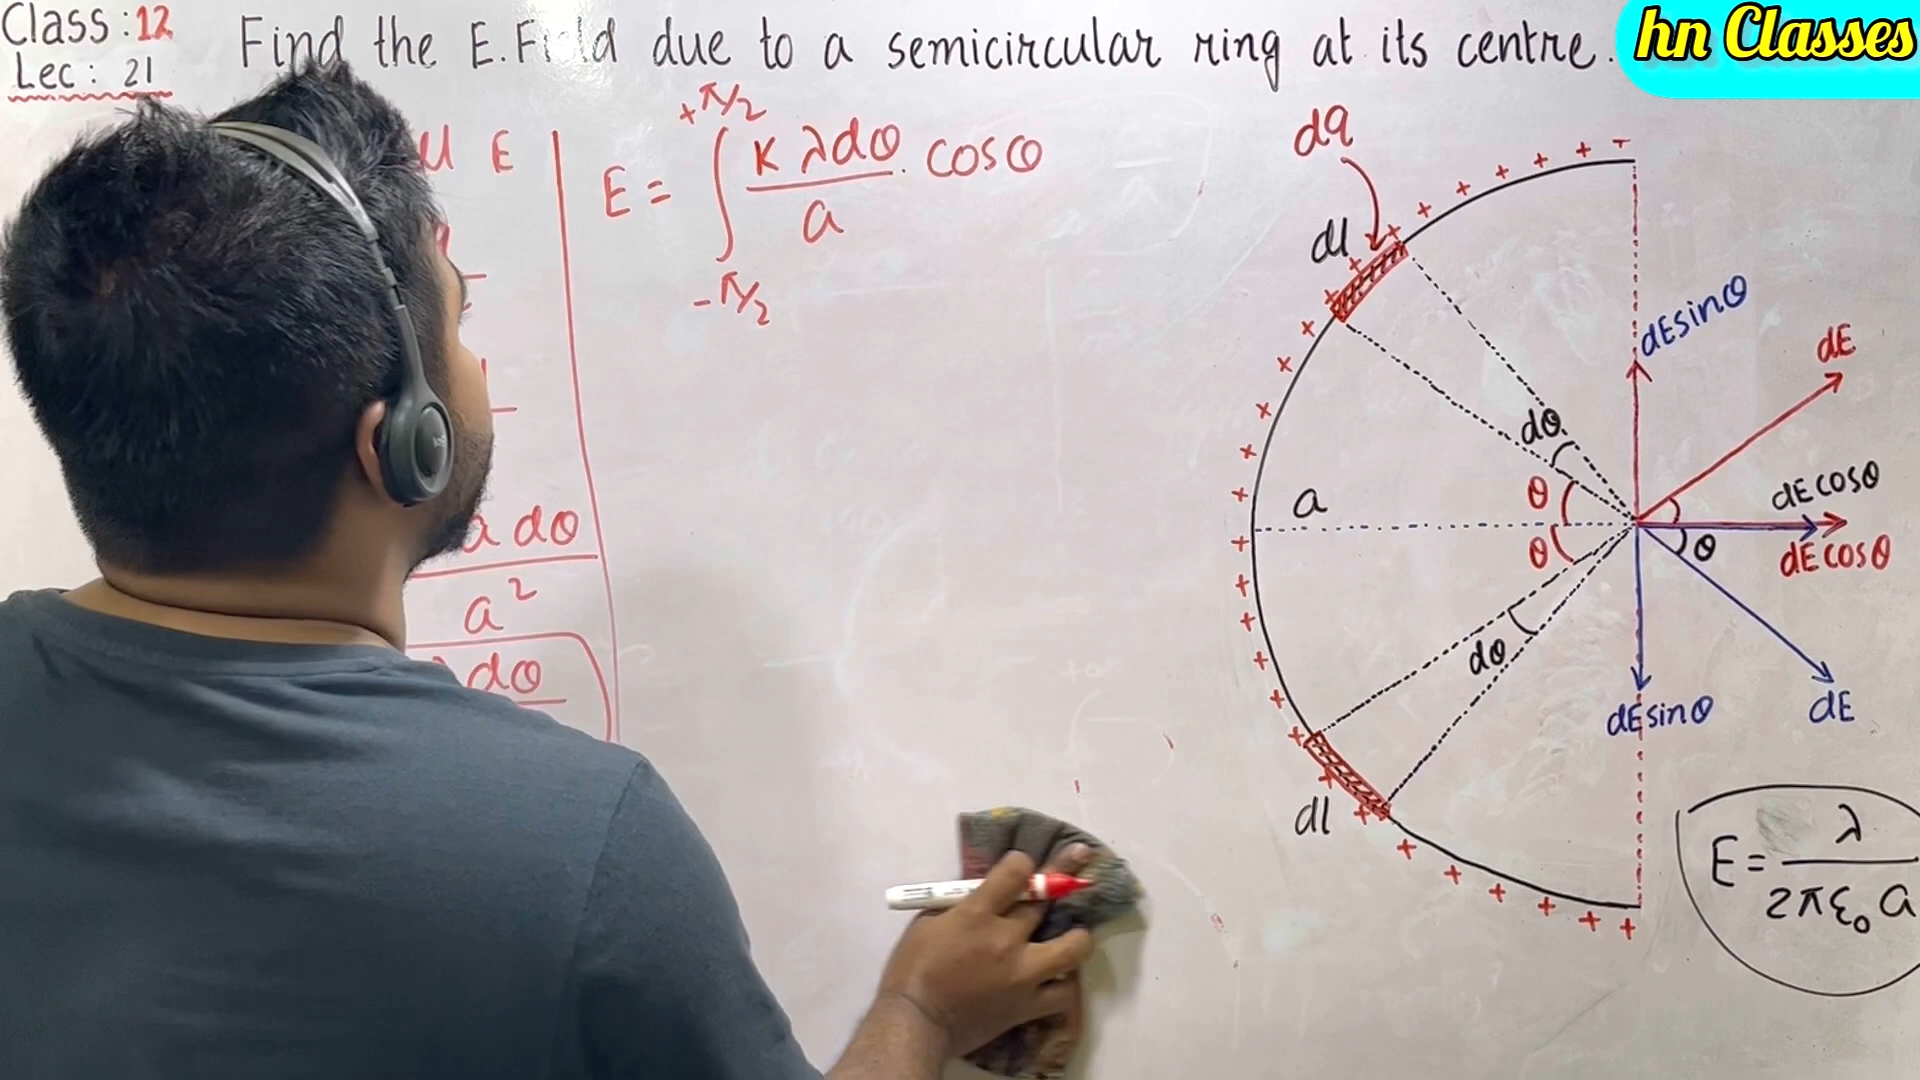 Class : 12
Lec : 21
Find the E.Field due to a semicircular ring at its centre.
hn Classes
E
a dθ
a²
dθ
+π/2
E = ∫ Kλdθ/a . cosθ
-π/2
dq
dl
dE sinθ
dE
dθ
θ
a
dE cosθ
θ
dE cosθ
θ
dθ
dE sinθ
dE
dl
E = λ/2πε₀a